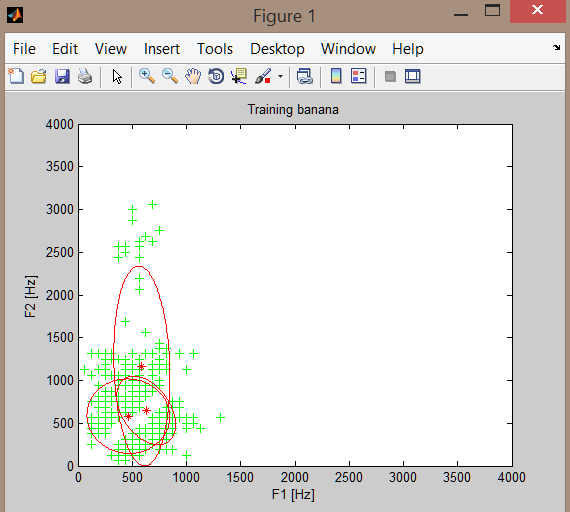 Figure 1
File Edit View Insert Tools Desktop Window Help
Training banana
4000
3500
3000
2500
2000
1500
1000
500
0
F2 [Hz]
0 500 1000 1500 2000 2500 3000 3500 4000
F1 [Hz]